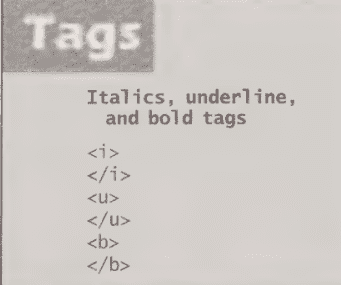 Tags
Italics, underline,
and bold tags
<i>
</i>
<u>
</u>
<b>
</b>